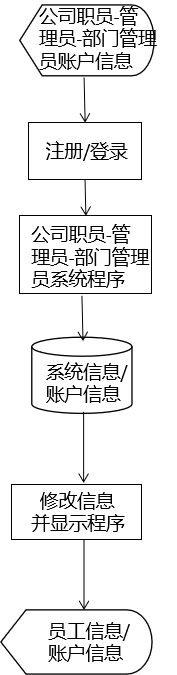 公司职员-管
理员-部门管理
员账户信息
注册/登录
公司职员-管
理员-部门管理
员系统程序
系统信息/
账户信息
修改信息
并显示程序
员工信息/
账户信息